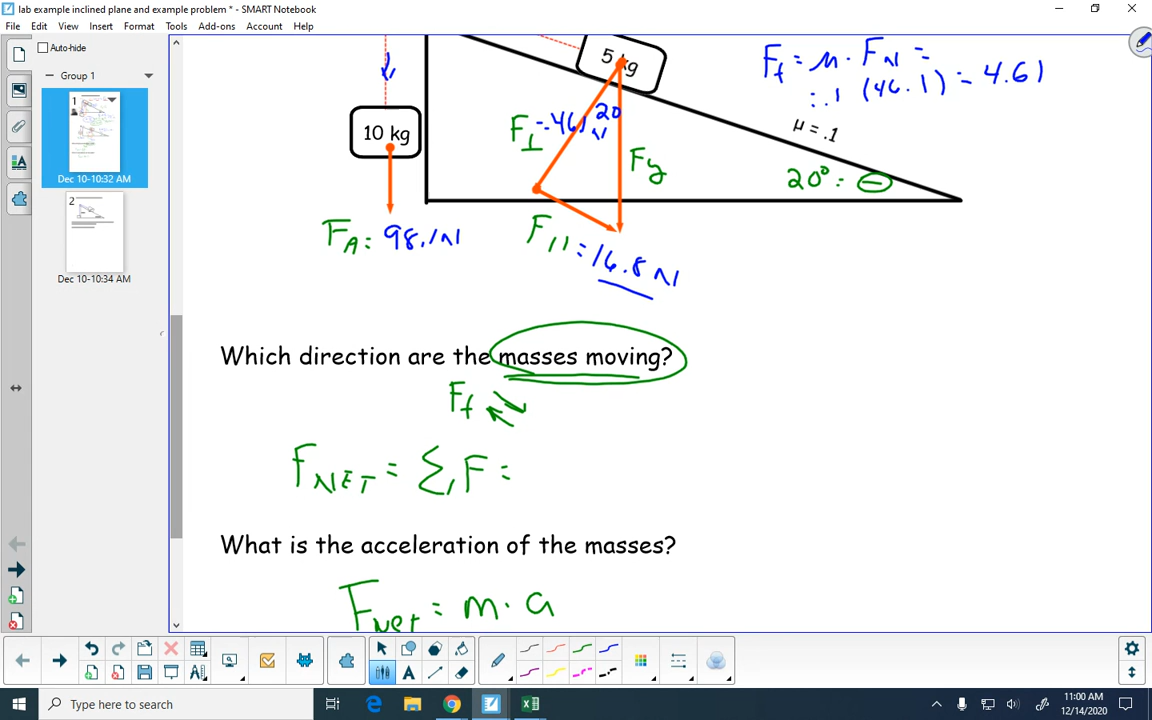 lab example inclined plane and example problem * - SMART Notebook
File Edit View Insert Format Tools Add-ons Account Help
Auto-hide
Group 1
1
Dec 10-10:32 AM
2
Dec 10-10:34 AM
5 kg
10 kg
Ff = μ · FN =
= .1 (46.1) = 4.61
F⊥ = 46.1 N
20
μ = .1
Fy
20° = ⊖
FA = 98.1 N
F|| = 16.8 N
Which direction are the masses moving?
Ff
FNET = Σ F =
What is the acceleration of the masses?
FNet = m · a
Type here to search
11:00 AM
12/14/2020